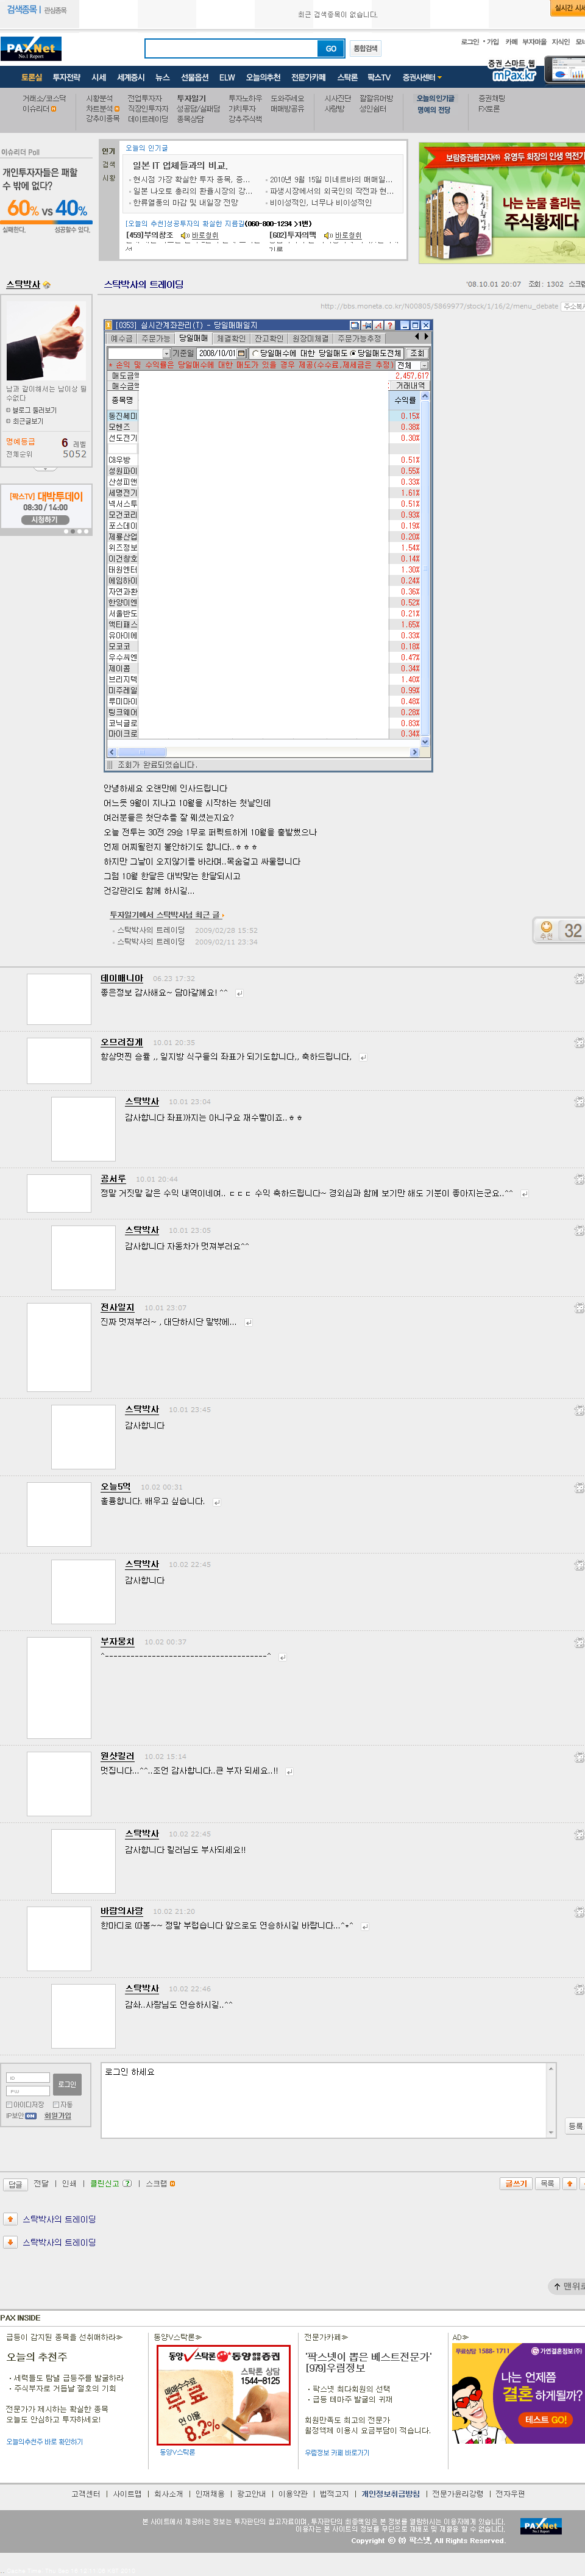 검색종목 | 관심종목
최근 검색종목이 없습니다.
PAXNet
No.1 Report
GO
통합검색
로그인 • 가입 카페 부자마을 지식인
증권 스마트 웹
mPax.kr
토론실 투자전략 시세 세계증시 뉴스 선물옵션 ELW 오늘의추천 전문가카페 스탁론 팍스TV 증권사센터
거래소/코스닥 시황분석 전업투자자 투자일기 투자노하우 도와주세요 시사진단 깔깔유머방 오늘의인기글 증권채팅
이슈리더 차트분석 직장인투자자 성공담/실패담 가치투자 매매방공유 사랑방 성인쉼터 명예의 전당 FX토론
강추이종목 데이트레이딩 종목상담 강추주식책
이슈리더 Poll
개인투자자들은 패할
수 밖에 없다?
60% vs 40%
실패한다. 성공할수 있다.
인기
검색
시황
오늘의 인기글
일본 IT 업체들과의 비교.
· 현시점 가장 확실한 투자 종목, 증...
· 2010년 9월 15일 미네르바의 매매일...
· 일본 나오토 총리의 환율시장의 강...
· 파생시장에서의 외국인의 작전과 현...
· 한류열풍의 마감 및 내일장 전망
· 비이성적인, 너무나 비이성적인
[오늘의 추천]성공투자의 확실한 지름길(060-800-1234 >1번)
[459]부의창조 바로청취
[602]투자의맥 바로청취
보람증권플라자㈜ 유영두 회장의 인생 역전기
흙에서 건져 올리는
주식황제다
스닥박사
스닥박사의 트레이딩
'08.10.01 20:07 조회 : 1302
http://bbs.moneta.co.kr/N00805/5869977/stock/1/16/2/menu_debate
남과 같이해서는 남이상 될
수없다
블로그 둘러보기
최근글보기
명예등급 6 레벨
전체순위 5052
[팍스TV] 대박투데이
08:30 / 14:00
시청하기
[0353] 실시간계좌관리(T) - 당일매매일지
예수금 주문가능 당일매매 체결확인 잔고확인 원장미체결 주문가능추정
기준일 2008/10/01 당일매수에 대한 당일매도 당일매도전체 조회
* 손익 및 수익률은 당일매수에 대한 매도가 있을 경우 제공(수수료,제세금은 추정) 전체
매도금액 2,457,617
매수금액 거래내역
종목명 수익률
동진쎄미 0.15%
모헨즈 0.38%
선도전기 0.30%
대우방 0.51%
성원파이 0.55%
산성피앤 0.33%
세명전기 1.61%
넥서스투 0.51%
모건코리 0.93%
포스데이 0.19%
제룡산업 0.20%
위즈정보 1.54%
이건창호 0.14%
태원엔터 1.30%
에임하이 0.24%
자연과환 0.36%
한양이엔 0.52%
서울반도 0.21%
액티패스 1.65%
유아이에 0.33%
모코코 0.18%
우수씨엔 0.47%
제이콤 0.34%
브리지텍 1.40%
미주레일 0.99%
루미마이 0.48%
팅크웨어 0.28%
코닉글로 0.83%
마이크로 0.34%
조회가 완료되었습니다.
안녕하세요 오랜만에 인사드립니다
어느듯 9월이 지나고 10월을 시작하는 첫날인데
여러분들은 첫단추를 잘 꿰셨는지요?
오늘 전투는 30전 29승 1무로 퍼펙트하게 10월을 출발했으나
언제 어찌될런지 불안하기도 합니다..ㅎㅎㅎ
하지만 그날이 오지않기를 바라며..목숨걸고 싸울랍니다
그럼 10월 한달은 대박맞는 한달되시고
건강관리도 함께 하시길...
투자일기에서 스닥박사님 최근 글
- 스닥박사의 트레이딩 2009/02/28 15:52
- 스닥박사의 트레이딩 2009/02/11 23:34
추천 32
데이매니아 06.23 17:32
좋은정보 감사해요~ 담아갈께요! ^^
오므려집게 10.01 20:35
항상멋찐 승률 ,, 일지방 식구들의 좌표가 되기도합니다,, 축하드립니다,
스닥박사 10.01 23:04
감사합니다 좌표까지는 아니구요 재수빨이죠..ㅎㅎ
곰서루 10.01 20:44
정말 거짓말 같은 수익 내역이네여.. ㄷㄷㄷ 수익 축하드립니다~ 경외심과 함께 보기만 해도 기분이 좋아지는군요..^^
스닥박사 10.01 23:05
감사합니다 자동차가 멋져부러요^^
전사일지 10.01 23:07
진짜 멋져부러~ , 대단하시단 말밖에...
스닥박사 10.01 23:45
감사합니다
오늘5억 10.02 00:31
훌륭합니다. 배우고 싶습니다.
스닥박사 10.02 22:45
감사합니다
부자뭉치 10.02 00:37
^--------------------------------------^
원샷컬러 10.02 15:14
멋집니다...^^..조언 감사합니다..큰 부자 되세요..!!
스닥박사 10.02 22:45
감사합니다 컬러님도 부사되세요!!
바람의사람 10.02 21:20
한마디로 따봉~~ 정말 부럽습니다 앞으로도 연승하시길 바랍니다...^*^
스닥박사 10.02 22:46
감솨..사람님도 연승하시길..^^
로그인
아이디저장 자동
IP보안 ON 회원가입
로그인 하세요
등록
답글 전달 | 인쇄 | 클린신고 | 스크랩
글쓰기 목록
스닥박사의 트레이딩
스닥박사의 트레이딩
↑ 맨위로
PAX INSIDE
급등이 감지된 종목을 선취매하라≫
오늘의 추천주
· 세력들도 탐낼 급등주를 발굴하라
· 주식부자로 거듭날 절호의 기회
전문가가 제시하는 확실한 종목
오늘도 안심하고 투자하세요!
오늘의추천주 바로 확인하기
동양V스탁론≫
동양 V스탁론 동양종합금융증권
스탁론 상담
1544-8125
매매수수료
무료
연 이율
8.2%
동양V스탁론
전문가카페≫
'팍스넷이 뽑은 베스트전문가'
[979]우림정보
· 팍스넷 최다회원의 선택
· 급등 테마주 발굴의 귀재
회원만족도 최고의 전문가
월정액제 이용시 요금부담이 적습니다.
우림정보 카페 바로가기
AD≫
무료상담 1588-1711
가연결혼정보㈜
나는 언제쯤
결혼 하게될까?
TEST GO!
고객센터 | 사이트맵 | 회사소개 | 인재채용 | 광고안내 | 이용약관 | 법적고지 | 개인정보취급방침 | 전문가윤리강령 | 전자우편
본 사이트에서 제공하는 정보는 투자판단의 참고자료이며, 투자판단의 최종책임은 본 정보를 열람하시는 이용자에게 있습니다.
이용자는 본 사이트의 정보를 무단으로 재배포 및 재활용 할 수 없습니다.
Copyright ⓒ ㈜ 팍스넷, All Rights Reserved.
PAXNet